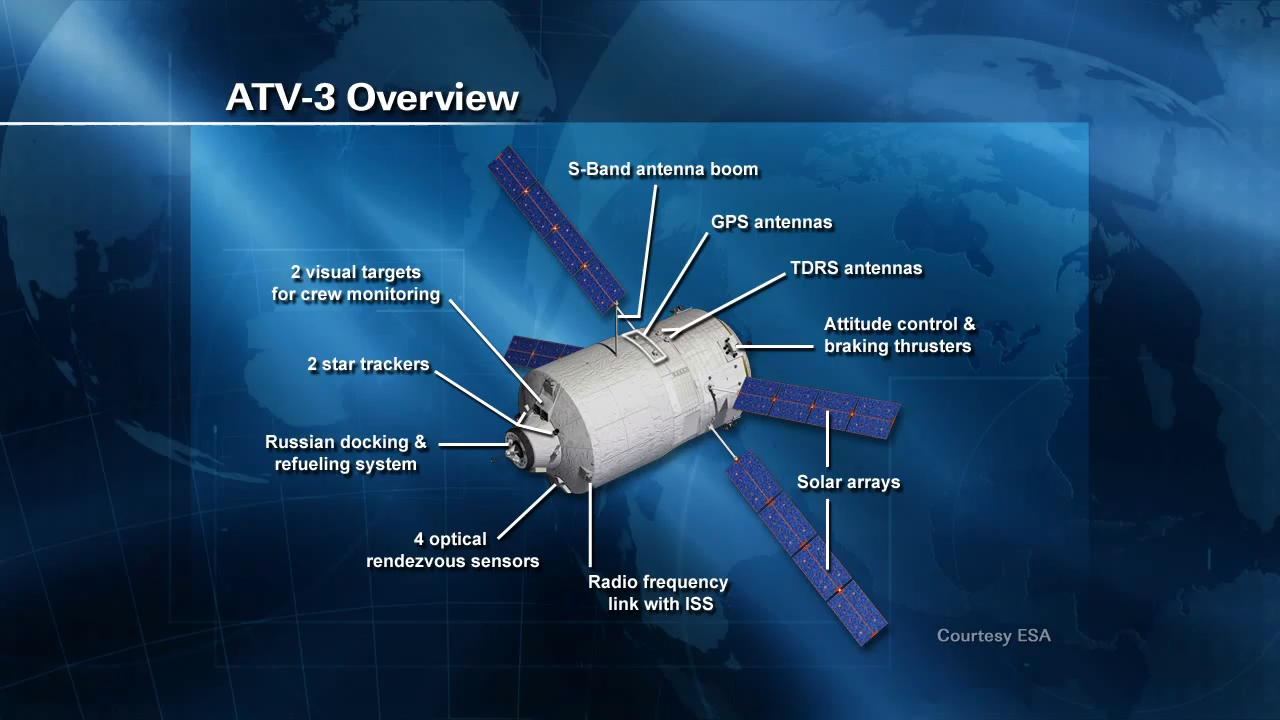 ATV-3 Overview
S-Band antenna boom
GPS antennas
TDRS antennas
2 visual targets
for crew monitoring
Attitude control &
braking thrusters
2 star trackers
Russian docking &
refueling system
Solar arrays
4 optical
rendezvous sensors
Radio frequency
link with ISS
Courtesy ESA